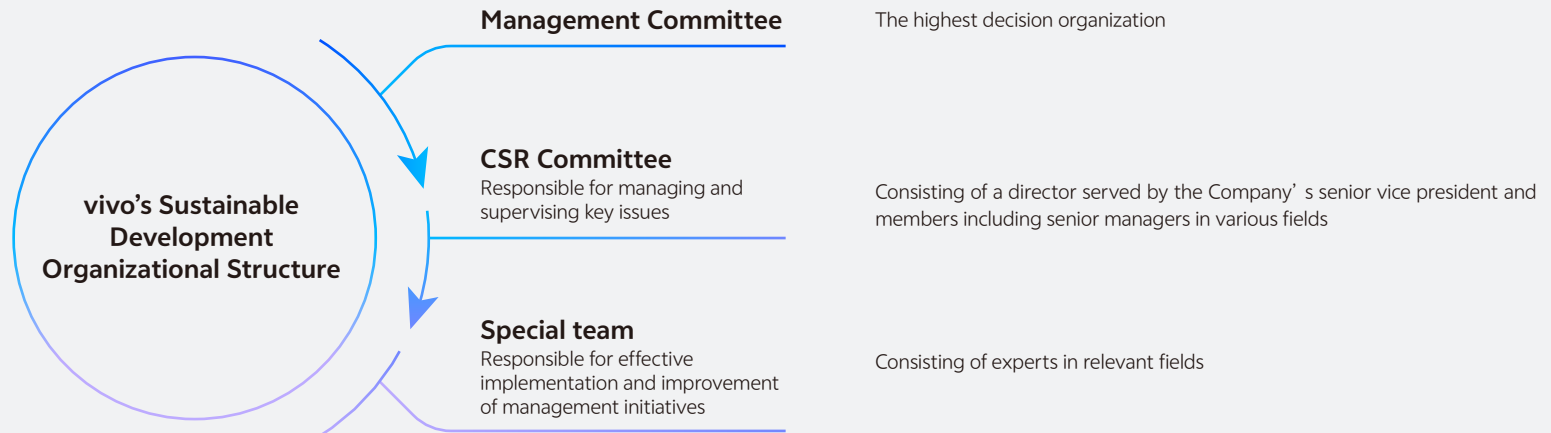 vivo’s Sustainable
Development
Organizational Structure
Management Committee
The highest decision organization
CSR Committee
Responsible for managing and
supervising key issues
Consisting of a director served by the Company’ s senior vice president and
members including senior managers in various fields
Special team
Responsible for effective
implementation and improvement
of management initiatives
Consisting of experts in relevant fields